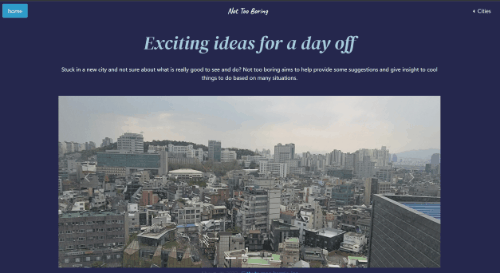 home
Not Too Boring
Cities
Exciting ideas for a day off
Stuck in a new city and not sure about what is really good to see and do? Not too boring aims to help provide some suggestions and give insight to cool
things to do based on many situations.